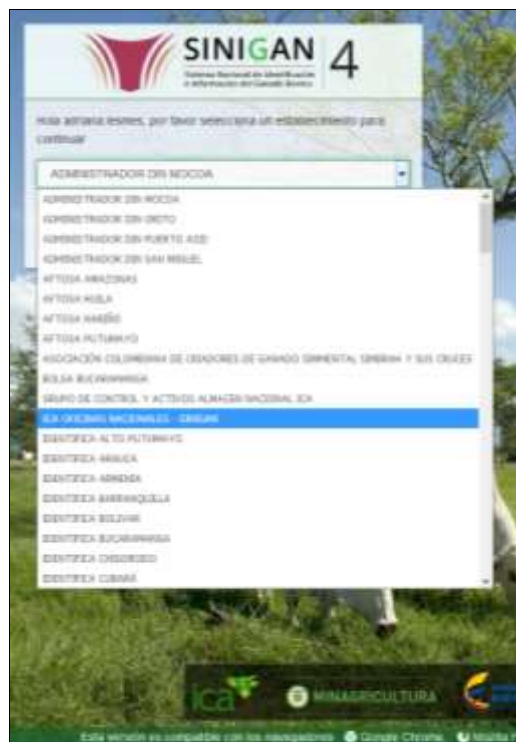 SINIGAN 4
Sistema Nacional de Identificación
e Información del Ganado Bovino
Hola adriana lesmes, por favor selecciona un establecimiento para
continuar
ADMINISTRADOR DIN MOCOA
ADMINISTRADOR DIN MOCOA
ADMINISTRADOR DIN ORITO
ADMINISTRADOR DIN PUERTO ASIS
ADMINISTRADOR DIN SAN MIGUEL
AFTOSA AMAZONAS
AFTOSA HUILA
AFTOSA NARIÑO
AFTOSA PUTUMAYO
ASOCIACIÓN COLOMBIANA DE CRIADORES DE GANADO SIMMENTAL, SIMBRAH Y SUS CRUCES
BOLSA BUCARAMANGA
GRUPO DE CONTROL Y ACTIVOS ALMACEN NACIONAL ICA
ICA OFICINAS NACIONALES -
IDENTIFICA ALTO PUTUMAYO
IDENTIFICA ARAUCA
IDENTIFICA ARMENIA
IDENTIFICA BARRANQUILLA
IDENTIFICA BOLIVAR
IDENTIFICA BUCARAMANGA
IDENTIFICA CHIGORODO
IDENTIFICA CUBARÁ
ica MINAGRICULTURA
Esta versión es compatible con los navegadores Google Chrome, Mozilla